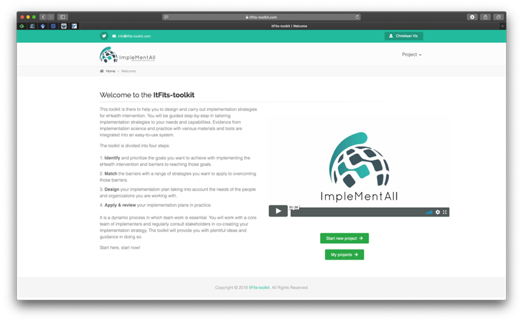 itfits-toolkit.com
ItFits-toolkit | Welcome
info@itfits-toolkit.com
Christiaan Vis
ImpleMentAll
Project
Home › Welcome
Welcome to the ItFits-toolkit
This toolkit is there to help you to design and carry out implementation strategies
for eHealth intervention. You will be guided step-by-step in tailoring
implementation strategies to your needs and capabilities. Evidence from
implementation science and practice with various materials and tools are
integrated into an easy-to-use system.
The toolkit is divided into four steps:
1. Identify and prioritise the goals you want to achieve with implementing the
eHealth intervention and barriers to reaching those goals.
2. Match the barriers with a range of strategies you want to apply to overcoming
those barriers.
3. Design your implementation plan taking into account the needs of the people
and organizations you are working with.
4. Apply & review your implementation plans in practice.
It is a dynamic process in which team work is essential. You will work with a core
team of implementers and regularly consult stakeholders in co-creating your
implementation strategy. The toolkit will provide you with plentiful ideas and
guidance in doing so.
Start here, start now!
ImpleMentAll
01:34
Start new project
My projects
Copyright © 2018 ItFits-toolkit. All Rights Reserved